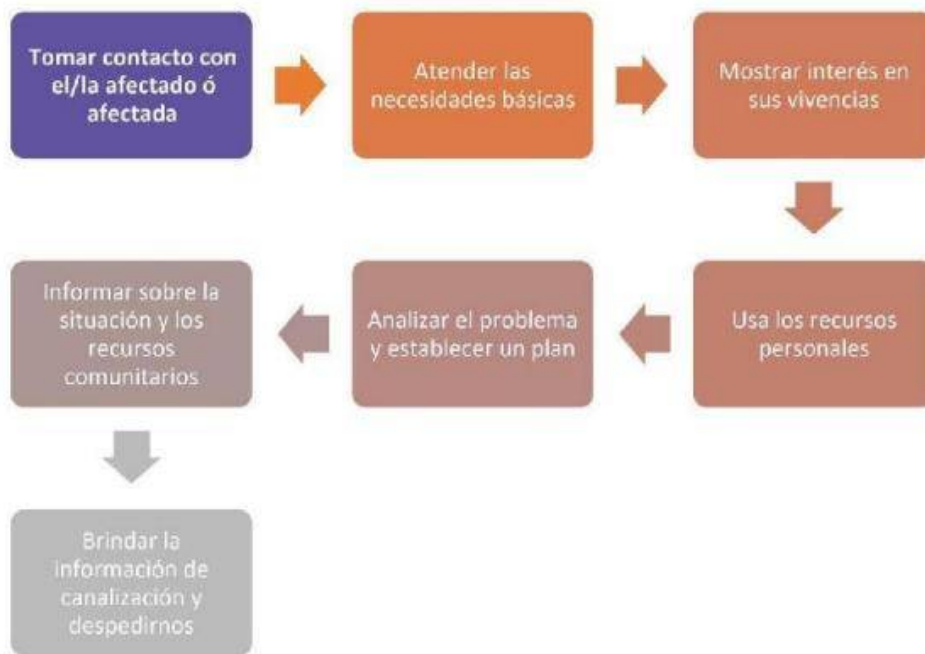 Tomar contacto con
el/la afectado ó
afectada
Atender las
necesidades básicas
Mostrar interés en
sus vivencias
Usa los recursos
personales
Analizar el problema
y establecer un plan
Informar sobre la
situación y los
recursos
comunitarios
Brindar la
información de
canalización y
despedirnos